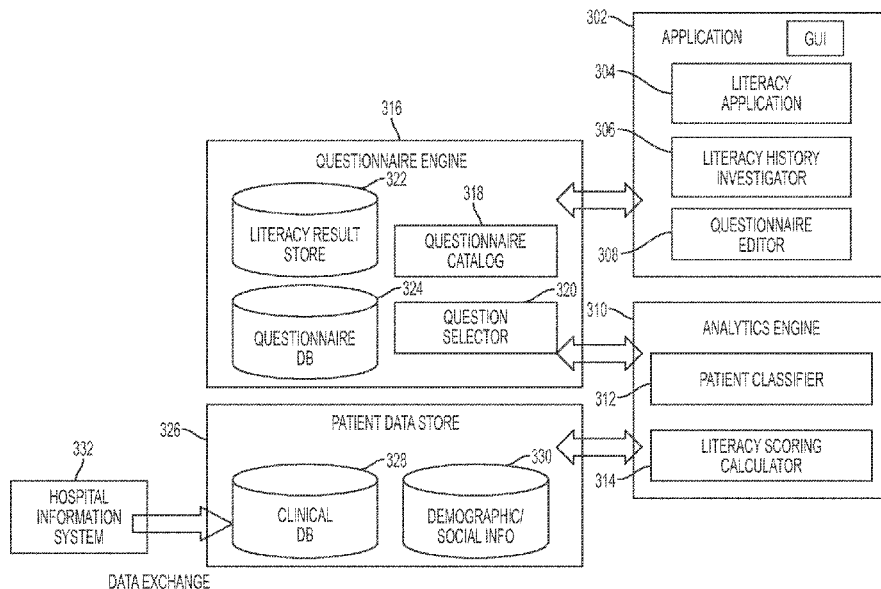 302
APPLICATION
GUI
304
LITERACY
APPLICATION
306
LITERACY HISTORY
INVESTIGATOR
308
QUESTIONNAIRE
EDITOR
316
QUESTIONNAIRE ENGINE
322
LITERACY RESULT
STORE
318
QUESTIONNAIRE
CATALOG
324
QUESTIONNAIRE
DB
320
QUESTION
SELECTOR
310
ANALYTICS ENGINE
312
PATIENT CLASSIFIER
314
LITERACY SCORING
CALCULATOR
326
PATIENT DATA STORE
328
CLINICAL
DB
330
DEMOGRAPHIC/
SOCIAL INFO
332
HOSPITAL
INFORMATION
SYSTEM
DATA EXCHANGE